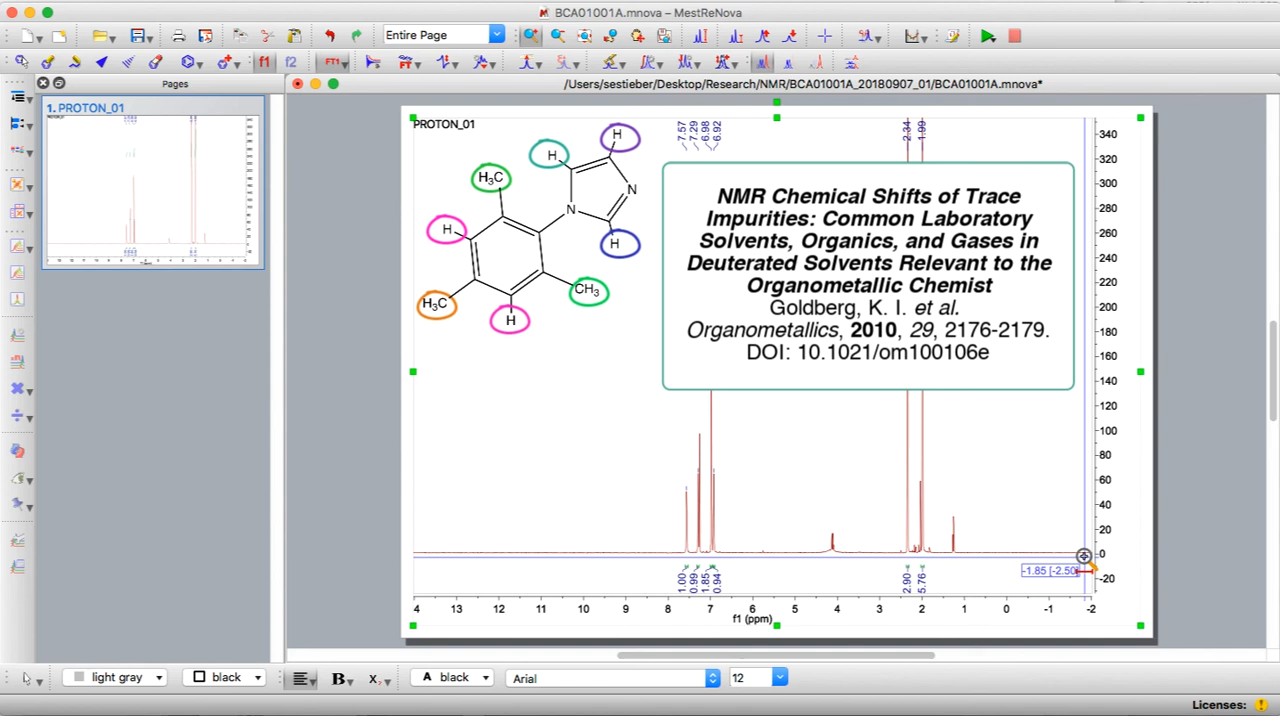 BCA01001A.mnova – MestReNova
Entire Page
f1 f2 FT1 FT
Pages
/Users/sestieber/Desktop/Research/NMR/BCA01001A_20180907_01/BCA01001A.mnova*
1. PROTON_01
PROTON_01
7.57
7.29
6.98
6.92
2.34
1.99
H
H
H₃C
N
N
H
H
H₃C
CH₃
H
NMR Chemical Shifts of Trace
Impurities: Common Laboratory
Solvents, Organics, and Gases in
Deuterated Solvents Relevant to the
Organometallic Chemist
Goldberg, K. I. et al.
Organometallics, 2010, 29, 2176-2179.
DOI: 10.1021/om100106e
340
320
300
280
260
240
220
200
180
160
140
120
100
80
60
40
20
0
-20
-1.85 [-2.50]
1.00
0.99
1.85
0.94
2.90
5.76
14 13 12 11 10 9 8 7 6 5 4 3 2 1 0 -1 -2
f1 (ppm)
light gray black B X₂ A black Arial 12
Licenses: